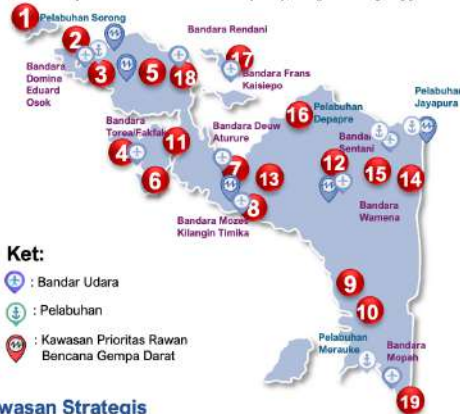 1
Pelabuhan Sorong
2
Bandara
Domine
Eduard
Osok
3
5
18
Bandara Rendani
17
Bandara Frans
Kaisiepo
16
Pelabuhan
Depapre
Pelabuhan
Jayapura
Bandara
Torea/Fakfak
4
11
6
Bandara Deuw
Aturure
7
13
8
Bandara Mozes
Kilangin Timika
12
Sentani
15
14
Bandara
Wamena
9
10
Pelabuhan
Merauke
Bandara
Mopah
19
Ket:
: Bandar Udara
: Pelabuhan
: Kawasan Prioritas Rawan
Bencana Gempa Darat
wasan Strategis